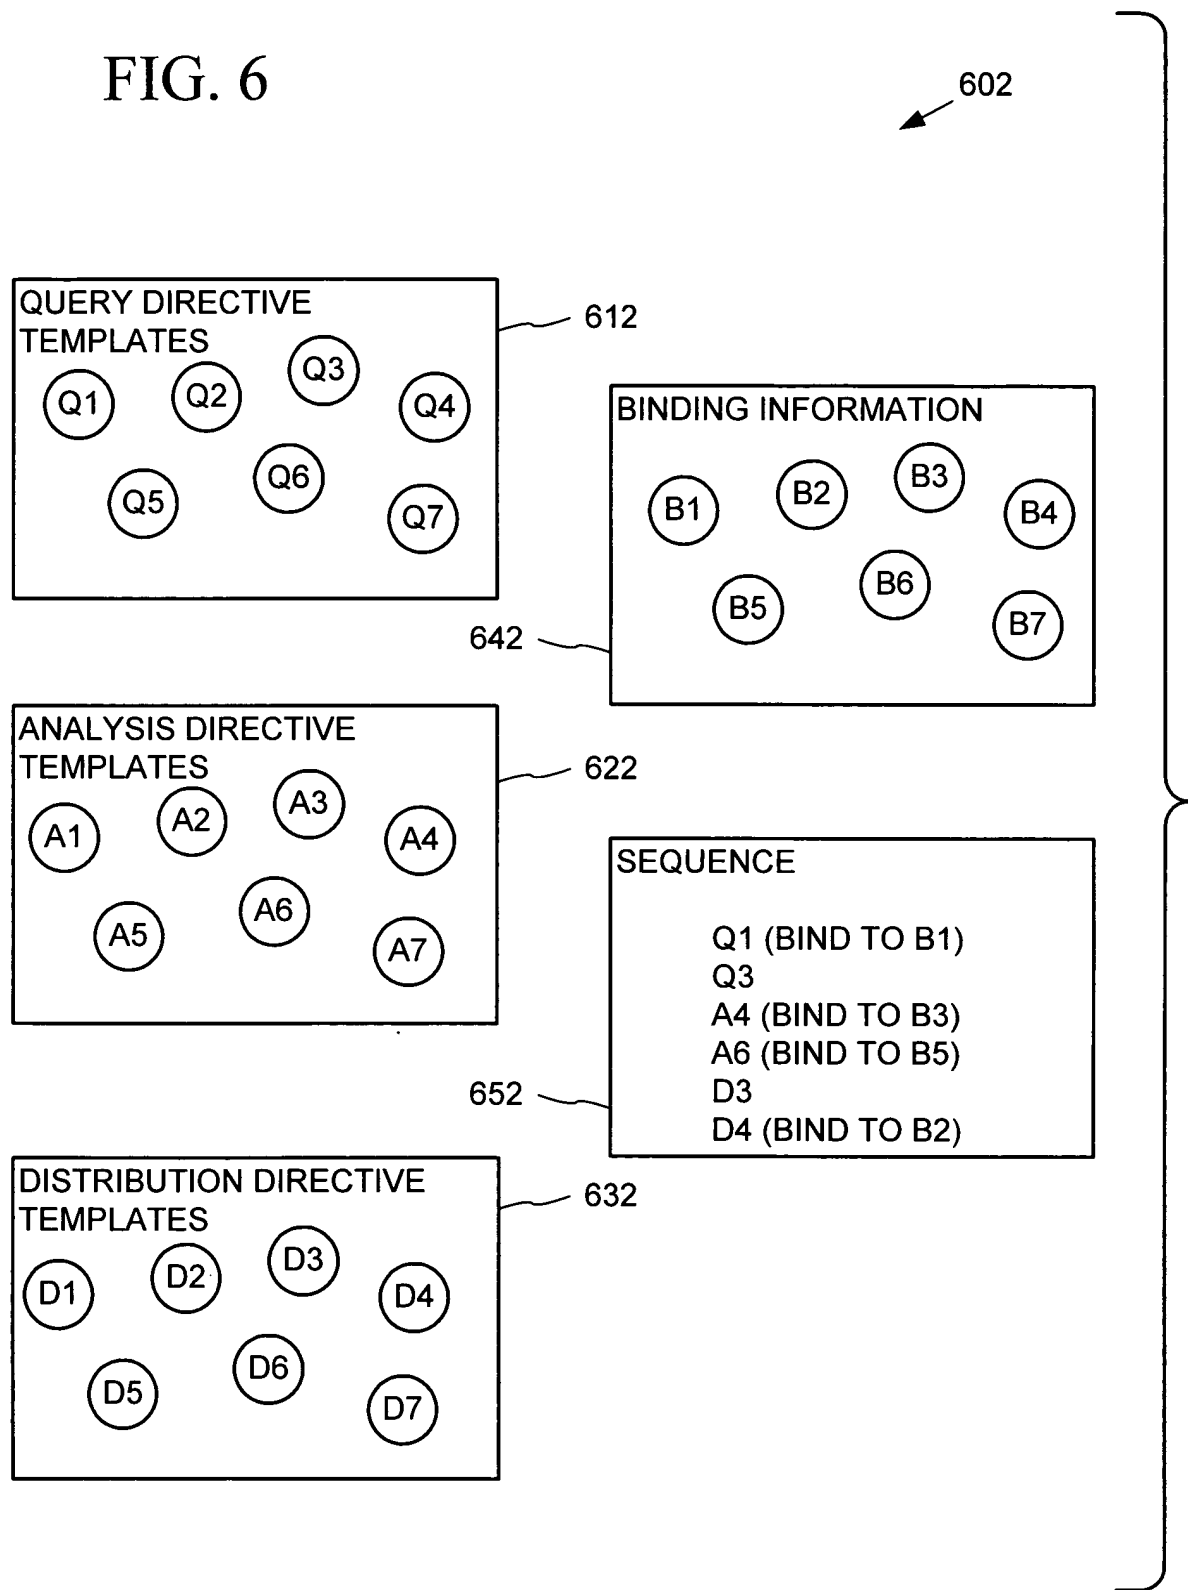 FIG. 6
602
QUERY DIRECTIVE
TEMPLATES
Q1
Q2
Q3
Q4
Q5
Q6
Q7
612
BINDING INFORMATION
B1
B2
B3
B4
B5
B6
B7
642
ANALYSIS DIRECTIVE
TEMPLATES
A1
A2
A3
A4
A5
A6
A7
622
SEQUENCE
Q1 (BIND TO B1)
Q3
A4 (BIND TO B3)
A6 (BIND TO B5)
D3
D4 (BIND TO B2)
652
DISTRIBUTION DIRECTIVE
TEMPLATES
D1
D2
D3
D4
D5
D6
D7
632